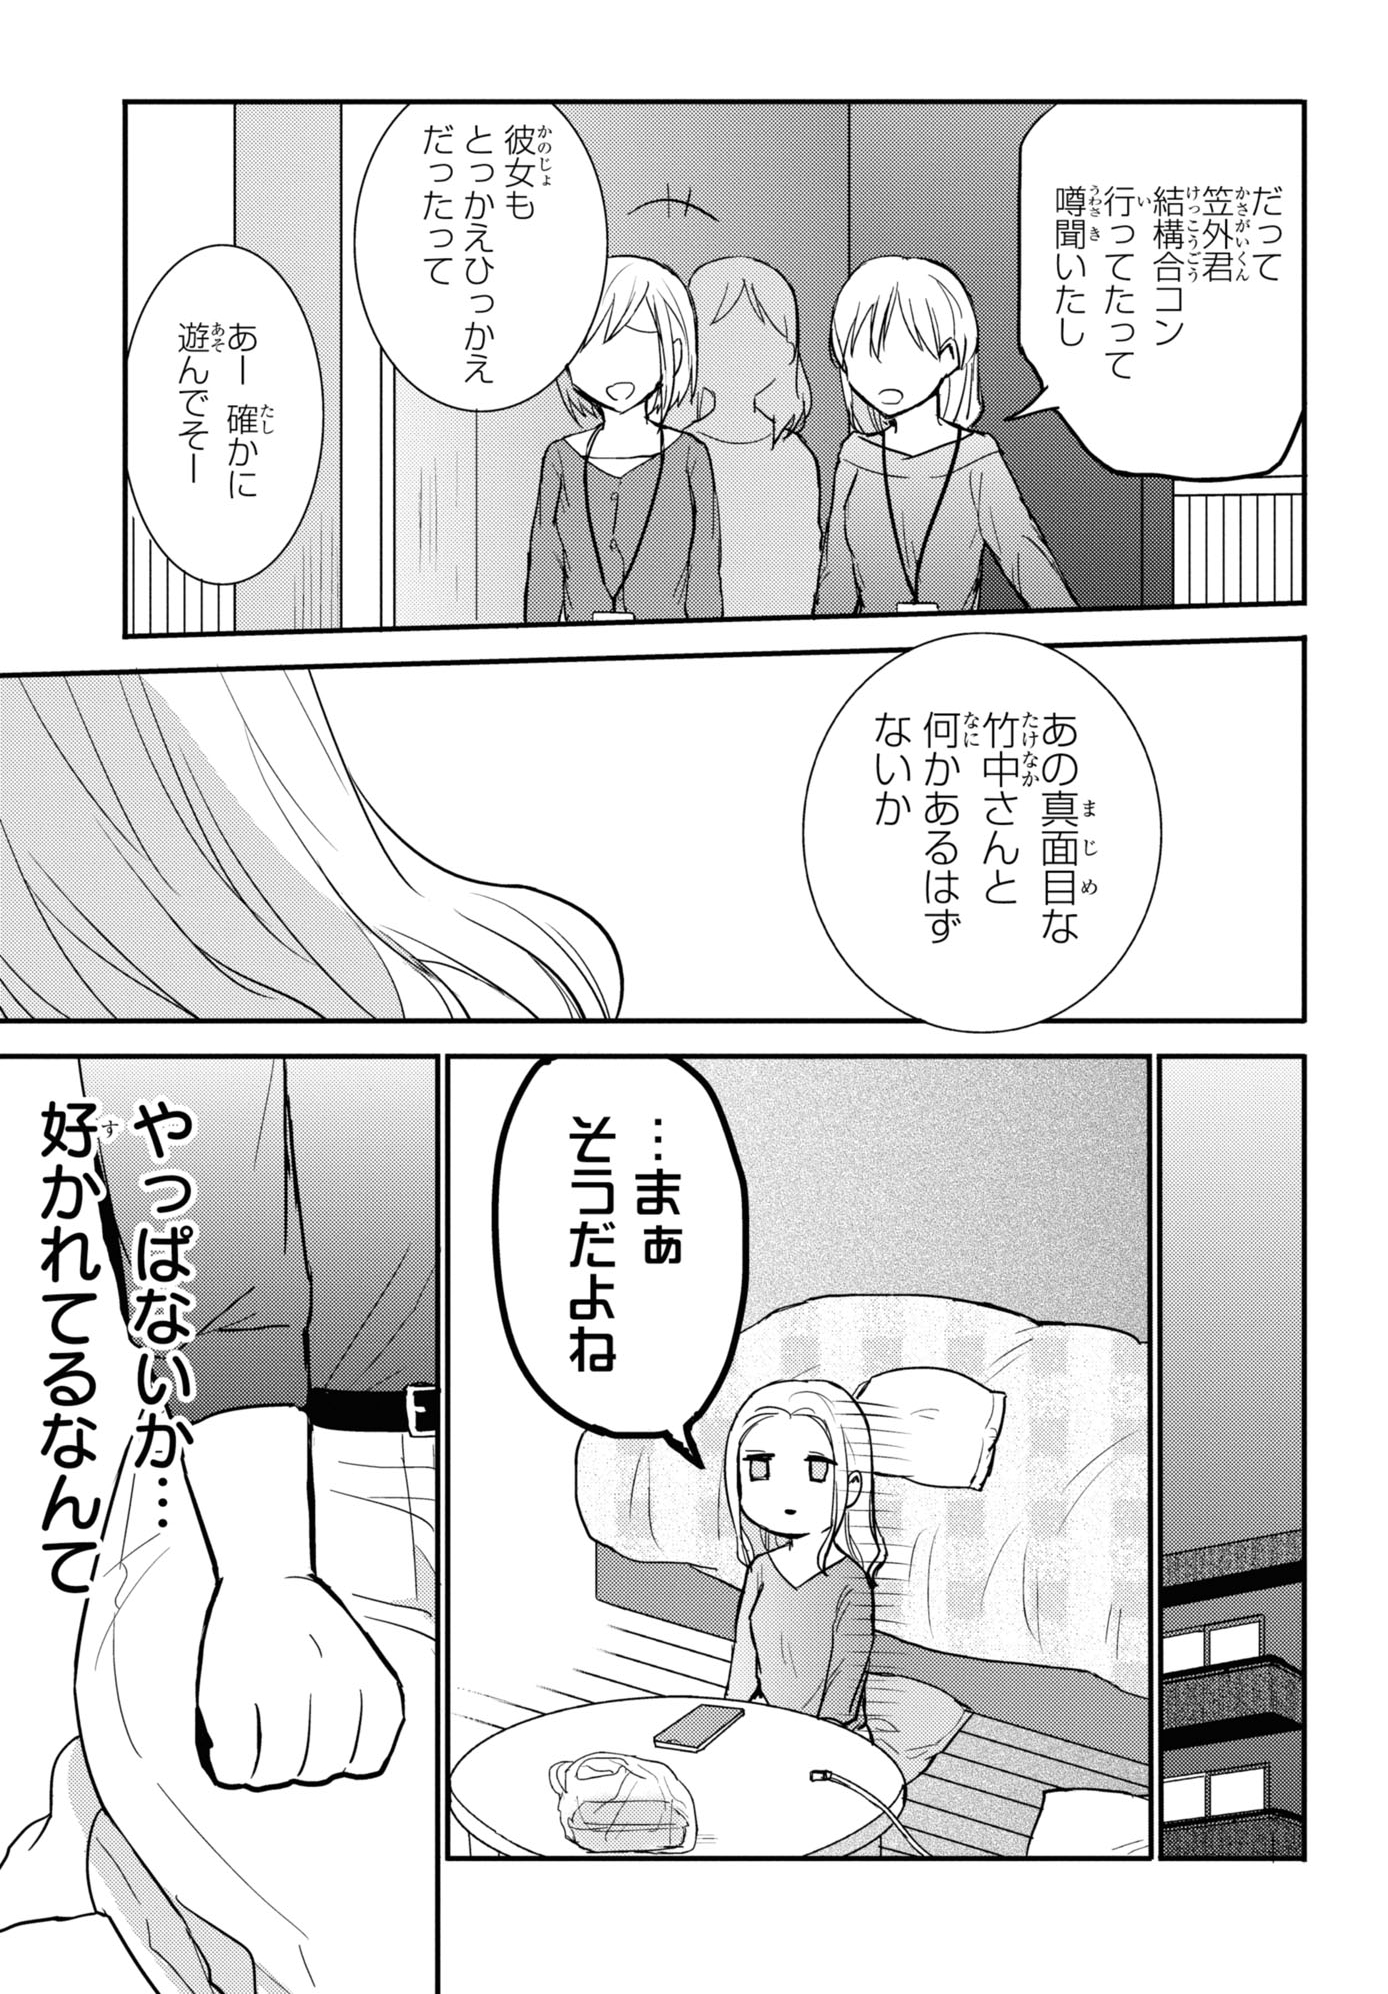 だって
笠外君
結構合コン
行ってたって
噂聞いたし
彼女も
とっかえひっかえ
だったって
あー 確かに
遊んでそー
あの真面目な
竹中さんと
何かあるはず
ないか
…まぁ
そうだよね
やっぱないか…
好かれてるなんて